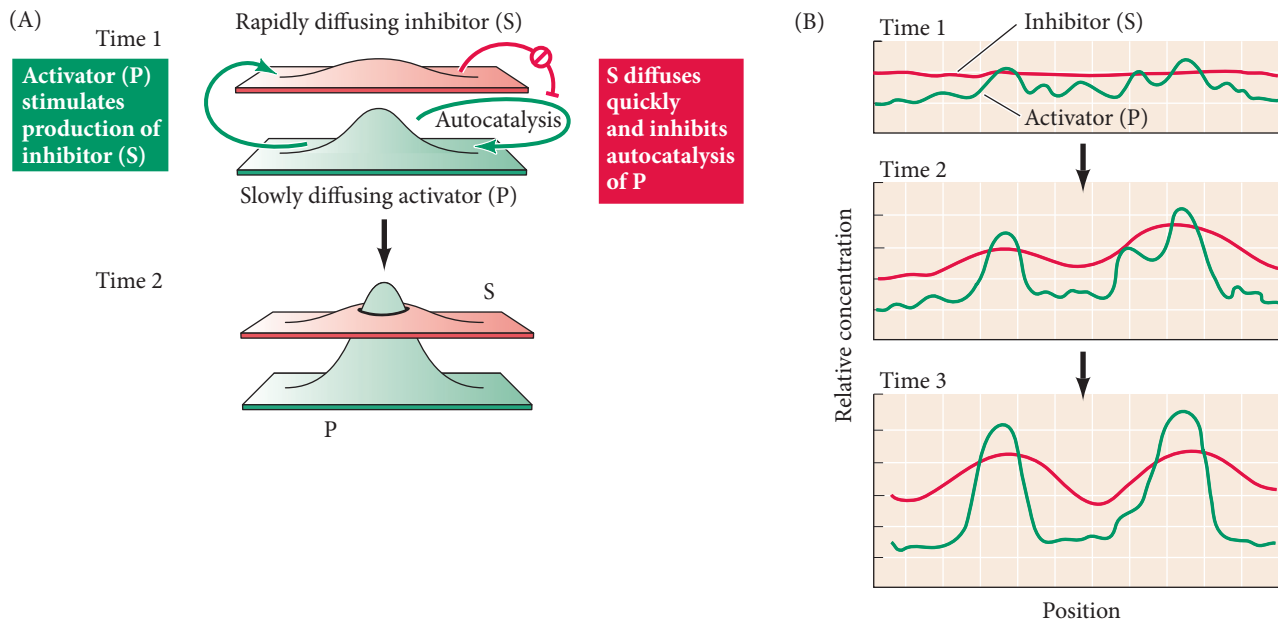 (A)
Time 1
Rapidly diffusing inhibitor (S)
Activator (P)
stimulates
production of
inhibitor (S)
Autocatalysis
S diffuses
quickly
and inhibits
autocatalysis
of P
Slowly diffusing activator (P)
Time 2
S
P
(B)
Time 1
Inhibitor (S)
Activator (P)
Time 2
Relative concentration
Time 3
Position